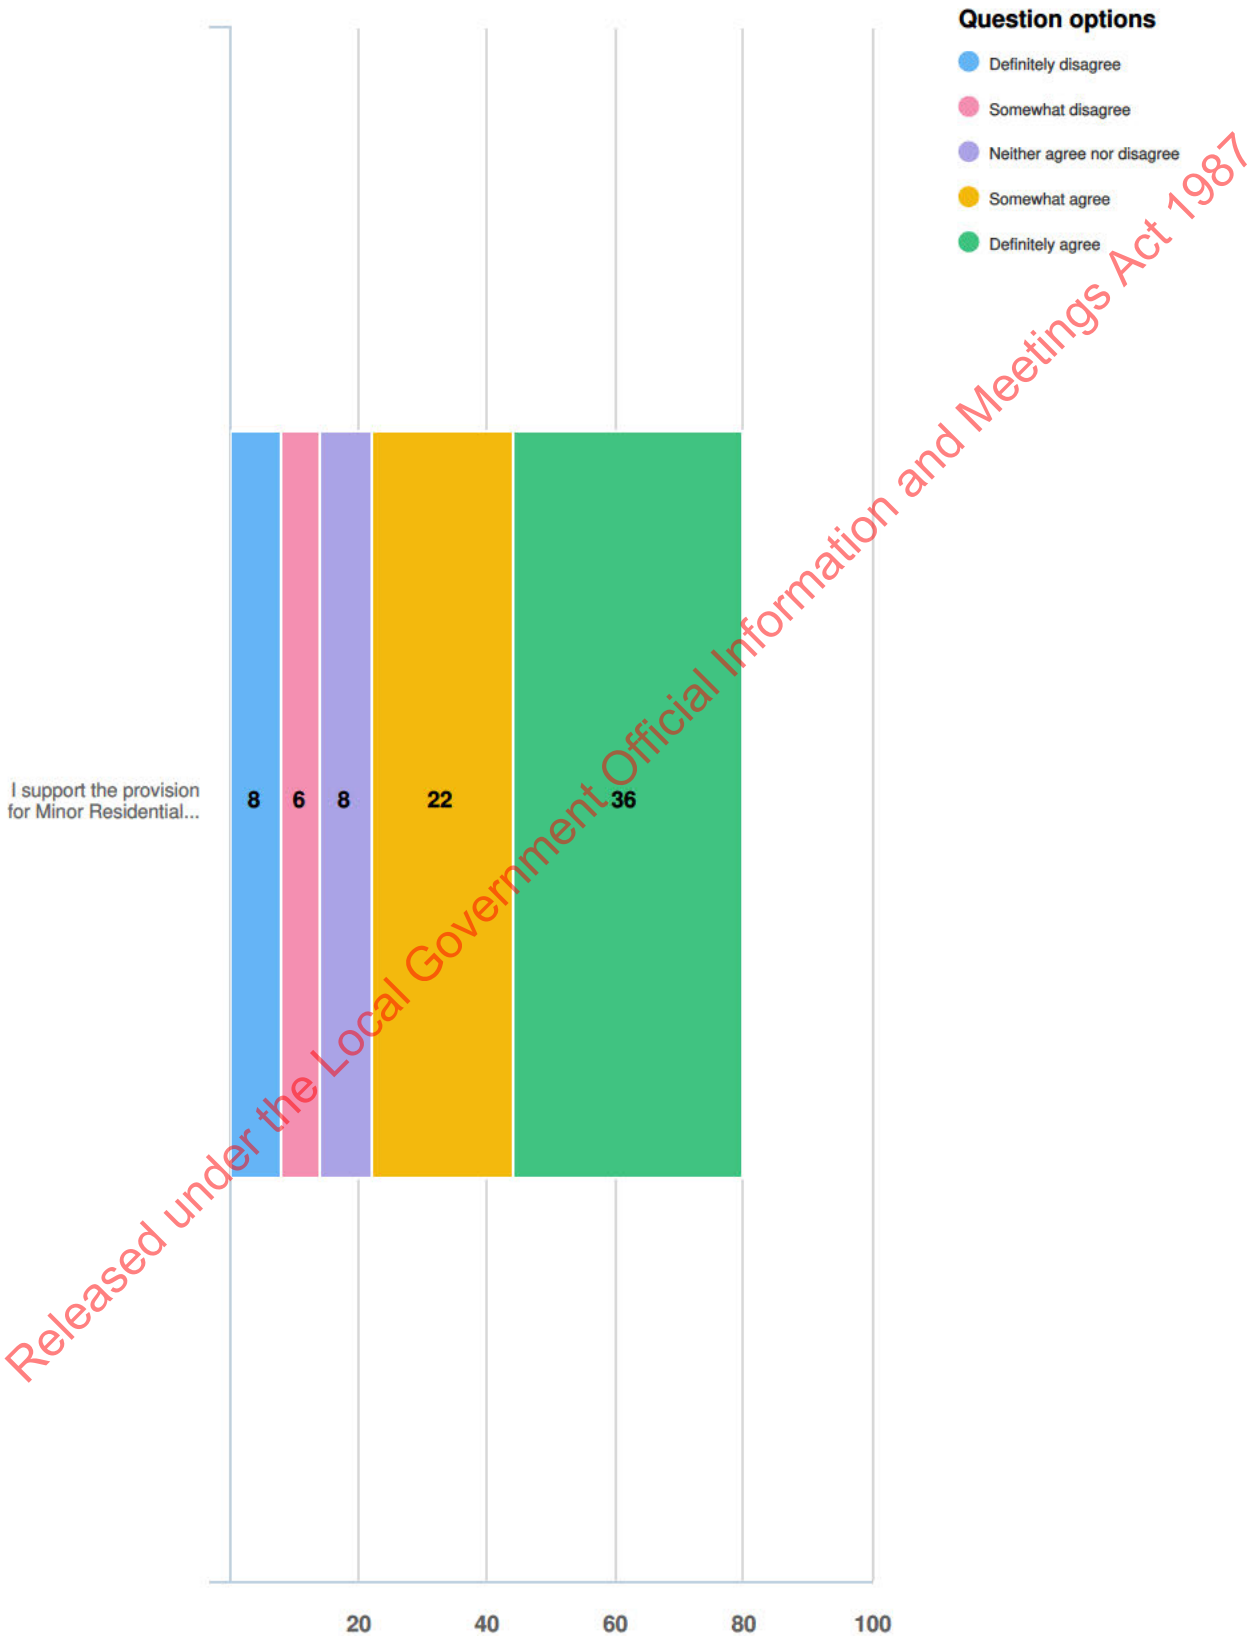 Question options
Definitely disagree
Somewhat disagree
Neither agree nor disagree
Somewhat agree
Definitely agree
I support the provision
for Minor Residential...
8
6
8
22
36
20
40
60
80
100
Released under the Local Government Official Information and Meetings Act 1987